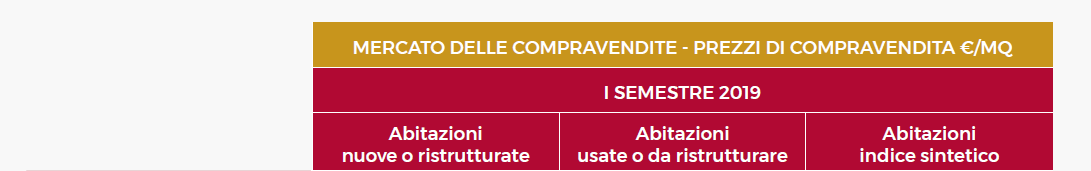 MERCATO DELLE COMPRAVENDITE - PREZZI DI COMPRAVENDITA €/MQ
I SEMESTRE 2019
Abitazioni
nuove o ristrutturate
Abitazioni
usate o da ristrutturare
Abitazioni
indice sintetico